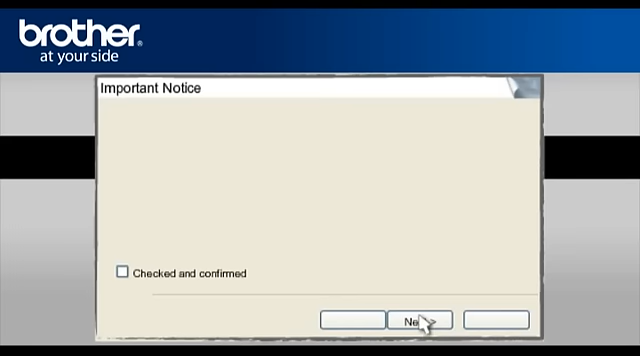 brother
at your side
Important Notice
Checked and confirmed